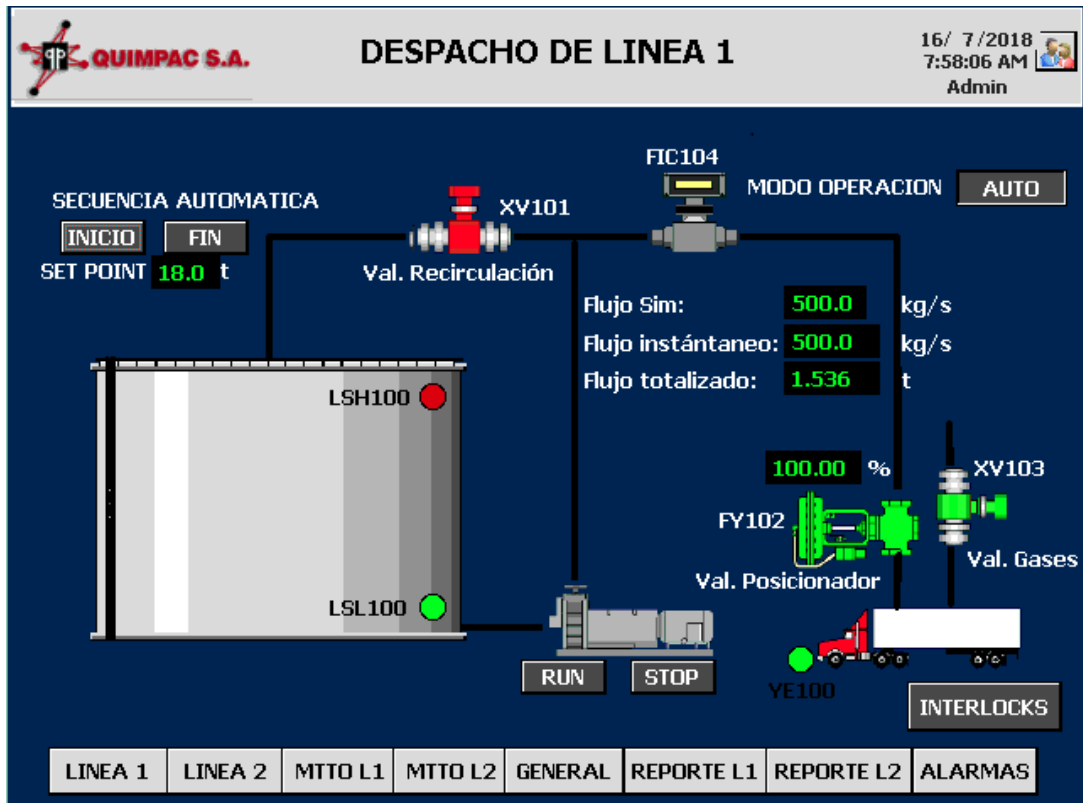 QUIMPAC S.A.
DESPACHO DE LINEA 1
16/ 7/2018
7:58:06 AM
Admin
FIC104
MODO OPERACION AUTO
SECUENCIA AUTOMATICA
XV101
INICIO FIN
SET POINT 18.0 t
Val. Recirculación
Flujo Sim: 500.0 kg/s
Flujo instántaneo: 500.0 kg/s
Flujo totalizado: 1.536 t
LSH100
100.00 %
XV103
FY102
Val. Gases
Val. Posicionador
LSL100
RUN STOP
YE100
INTERLOCKS
LINEA 1 LINEA 2 MTTO L1 MTTO L2 GENERAL REPORTE L1 REPORTE L2 ALARMAS